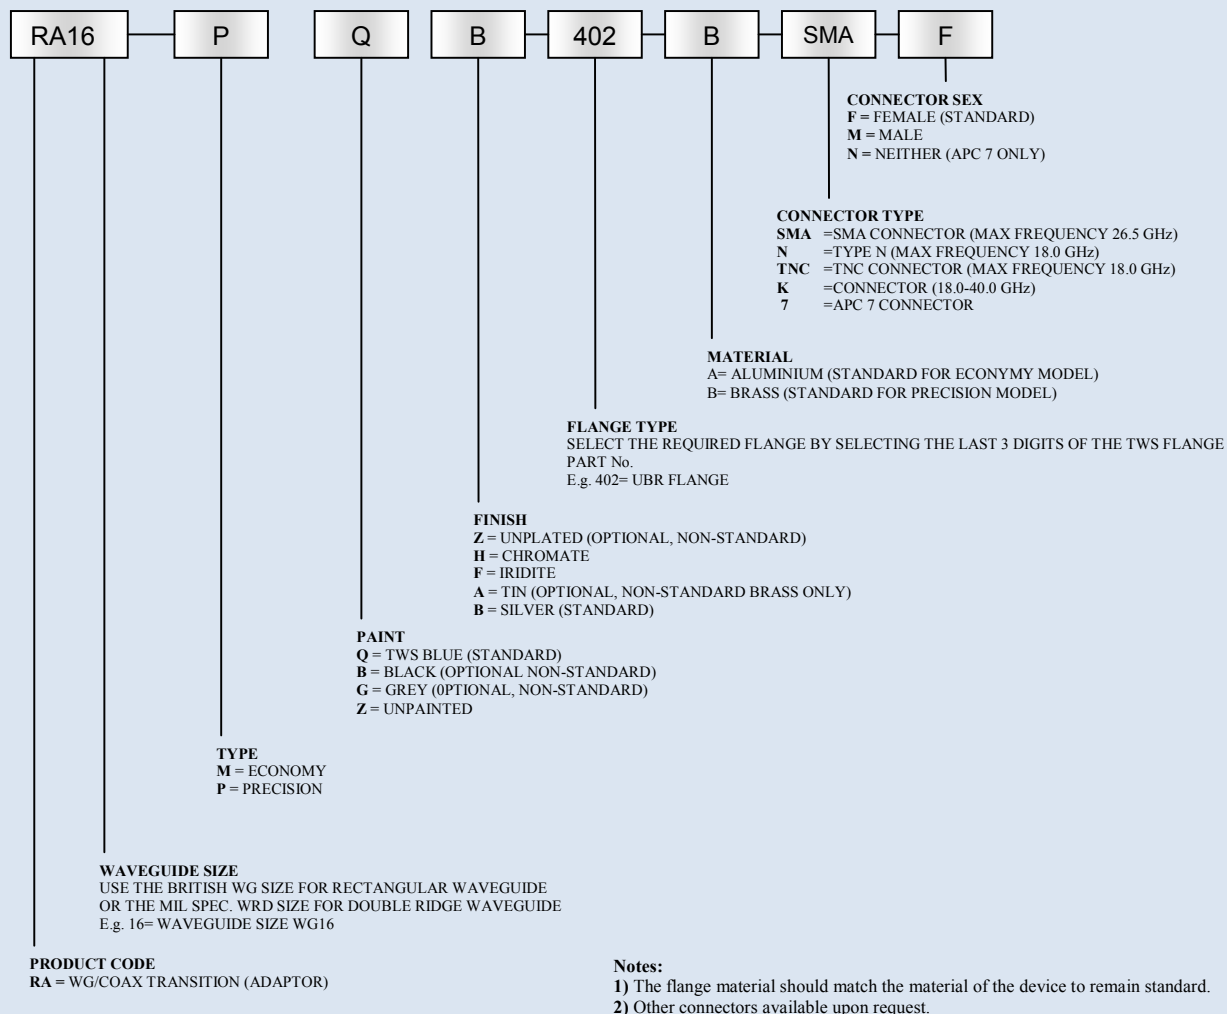 RA16 P Q B 402 B SMA F
CONNECTOR SEX
F = FEMALE (STANDARD)
M = MALE
N = NEITHER (APC 7 ONLY)
CONNECTOR TYPE
SMA =SMA CONNECTOR (MAX FREQUENCY 26.5 GHz)
N =TYPE N (MAX FREQUENCY 18.0 GHz)
TNC =TNC CONNECTOR (MAX FREQUENCY 18.0 GHz)
K =CONNECTOR (18.0-40.0 GHz)
7 =APC 7 CONNECTOR
MATERIAL
A= ALUMINIUM (STANDARD FOR ECONYMY MODEL)
B= BRASS (STANDARD FOR PRECISION MODEL)
FLANGE TYPE
SELECT THE REQUIRED FLANGE BY SELECTING THE LAST 3 DIGITS OF THE TWS FLANGE
PART No.
E.g. 402= UBR FLANGE
FINISH
Z = UNPLATED (OPTIONAL, NON-STANDARD)
H = CHROMATE
F = IRIDITE
A = TIN (OPTIONAL, NON-STANDARD BRASS ONLY)
B = SILVER (STANDARD)
PAINT
Q = TWS BLUE (STANDARD)
B = BLACK (OPTIONAL NON-STANDARD)
G = GREY (0PTIONAL, NON-STANDARD)
Z = UNPAINTED
TYPE
M = ECONOMY
P = PRECISION
WAVEGUIDE SIZE
USE THE BRITISH WG SIZE FOR RECTANGULAR WAVEGUIDE
OR THE MIL SPEC. WRD SIZE FOR DOUBLE RIDGE WAVEGUIDE
E.g. 16= WAVEGUIDE SIZE WG16
PRODUCT CODE
RA = WG/COAX TRANSITION (ADAPTOR)
Notes:
1) The flange material should match the material of the device to remain standard.
2) Other connectors available upon request.